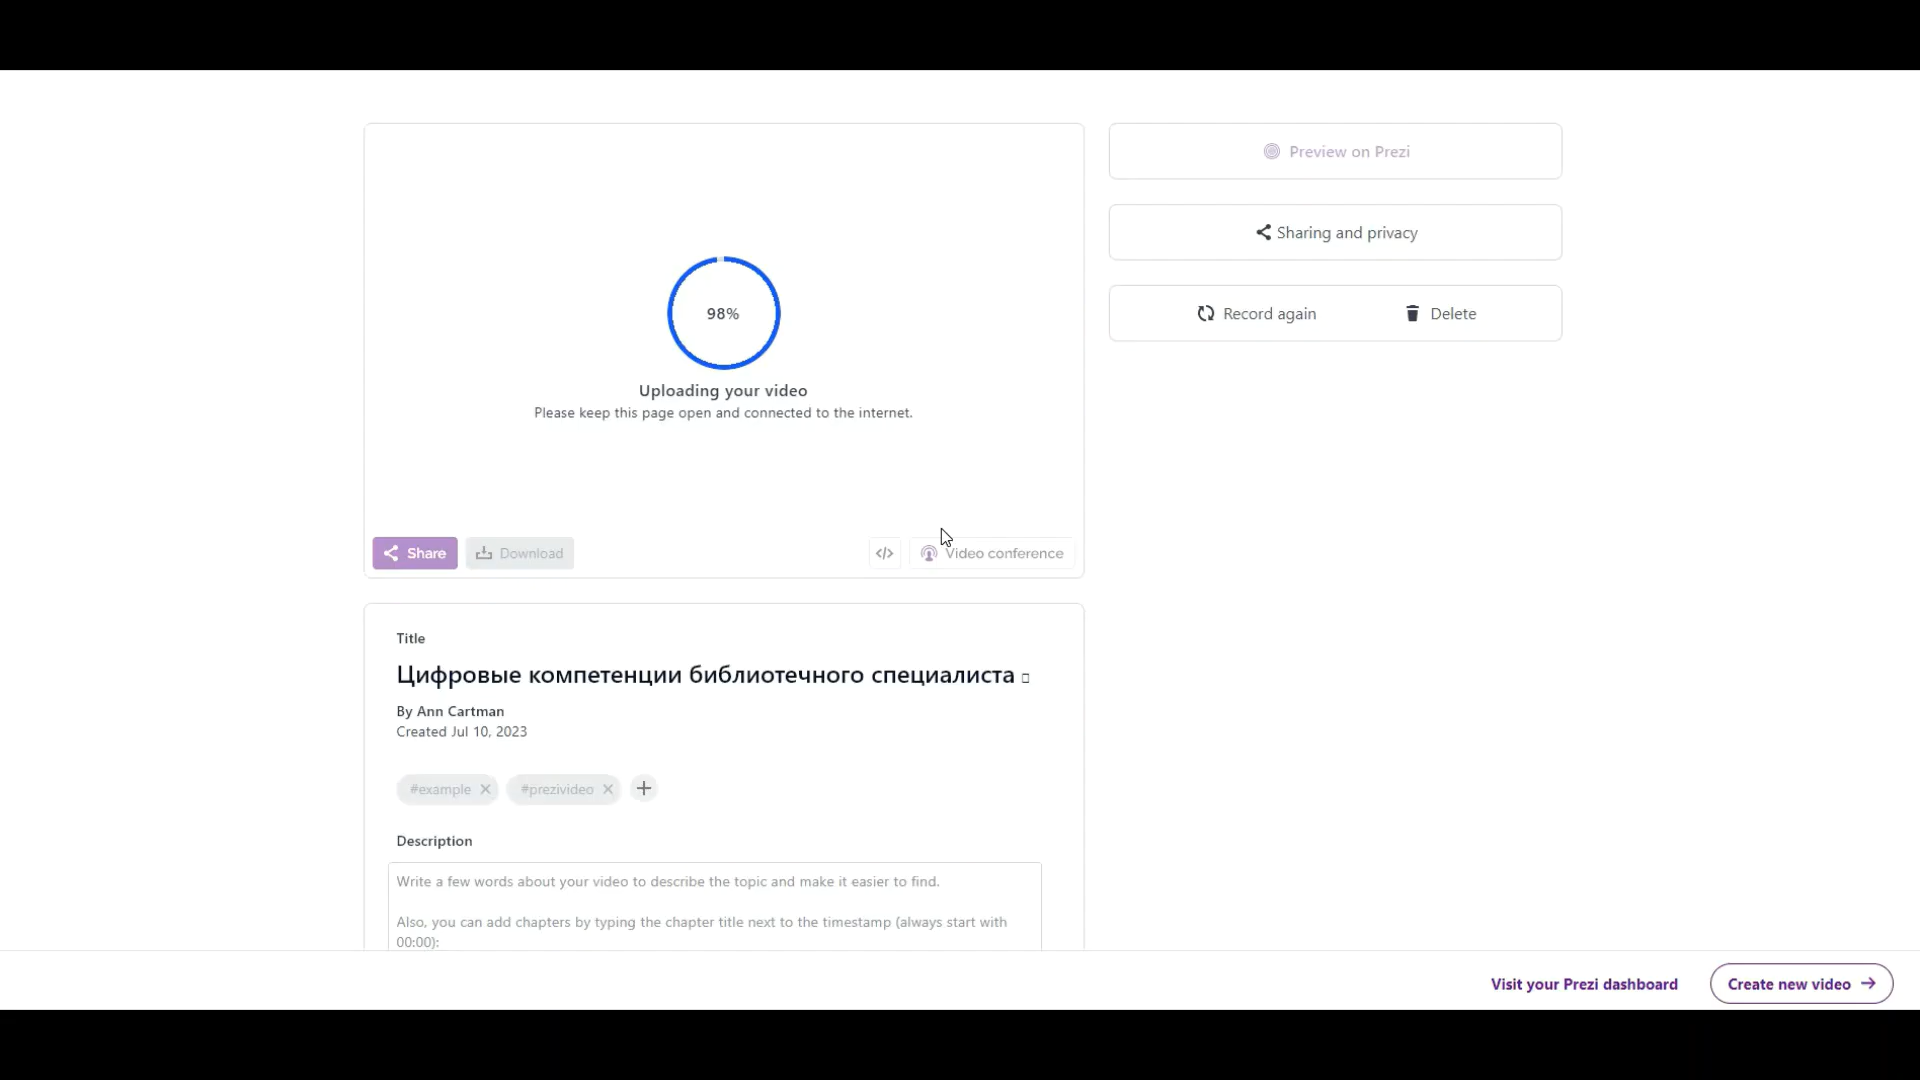 Preview on Prezi
Sharing and privacy
Record again
Delete
98%
Uploading your video
Please keep this page open and connected to the internet.
Share
Download
</>
Video conference
Title
Цифровые компетенции библиотечного специалиста
By Ann Cartman
Created Jul 10, 2023
#example
#prezivideo
Description
Write a few words about your video to describe the topic and make it easier to find.
Also, you can add chapters by typing the chapter title next to the timestamp (always start with
00:00):
Visit your Prezi dashboard
Create new video